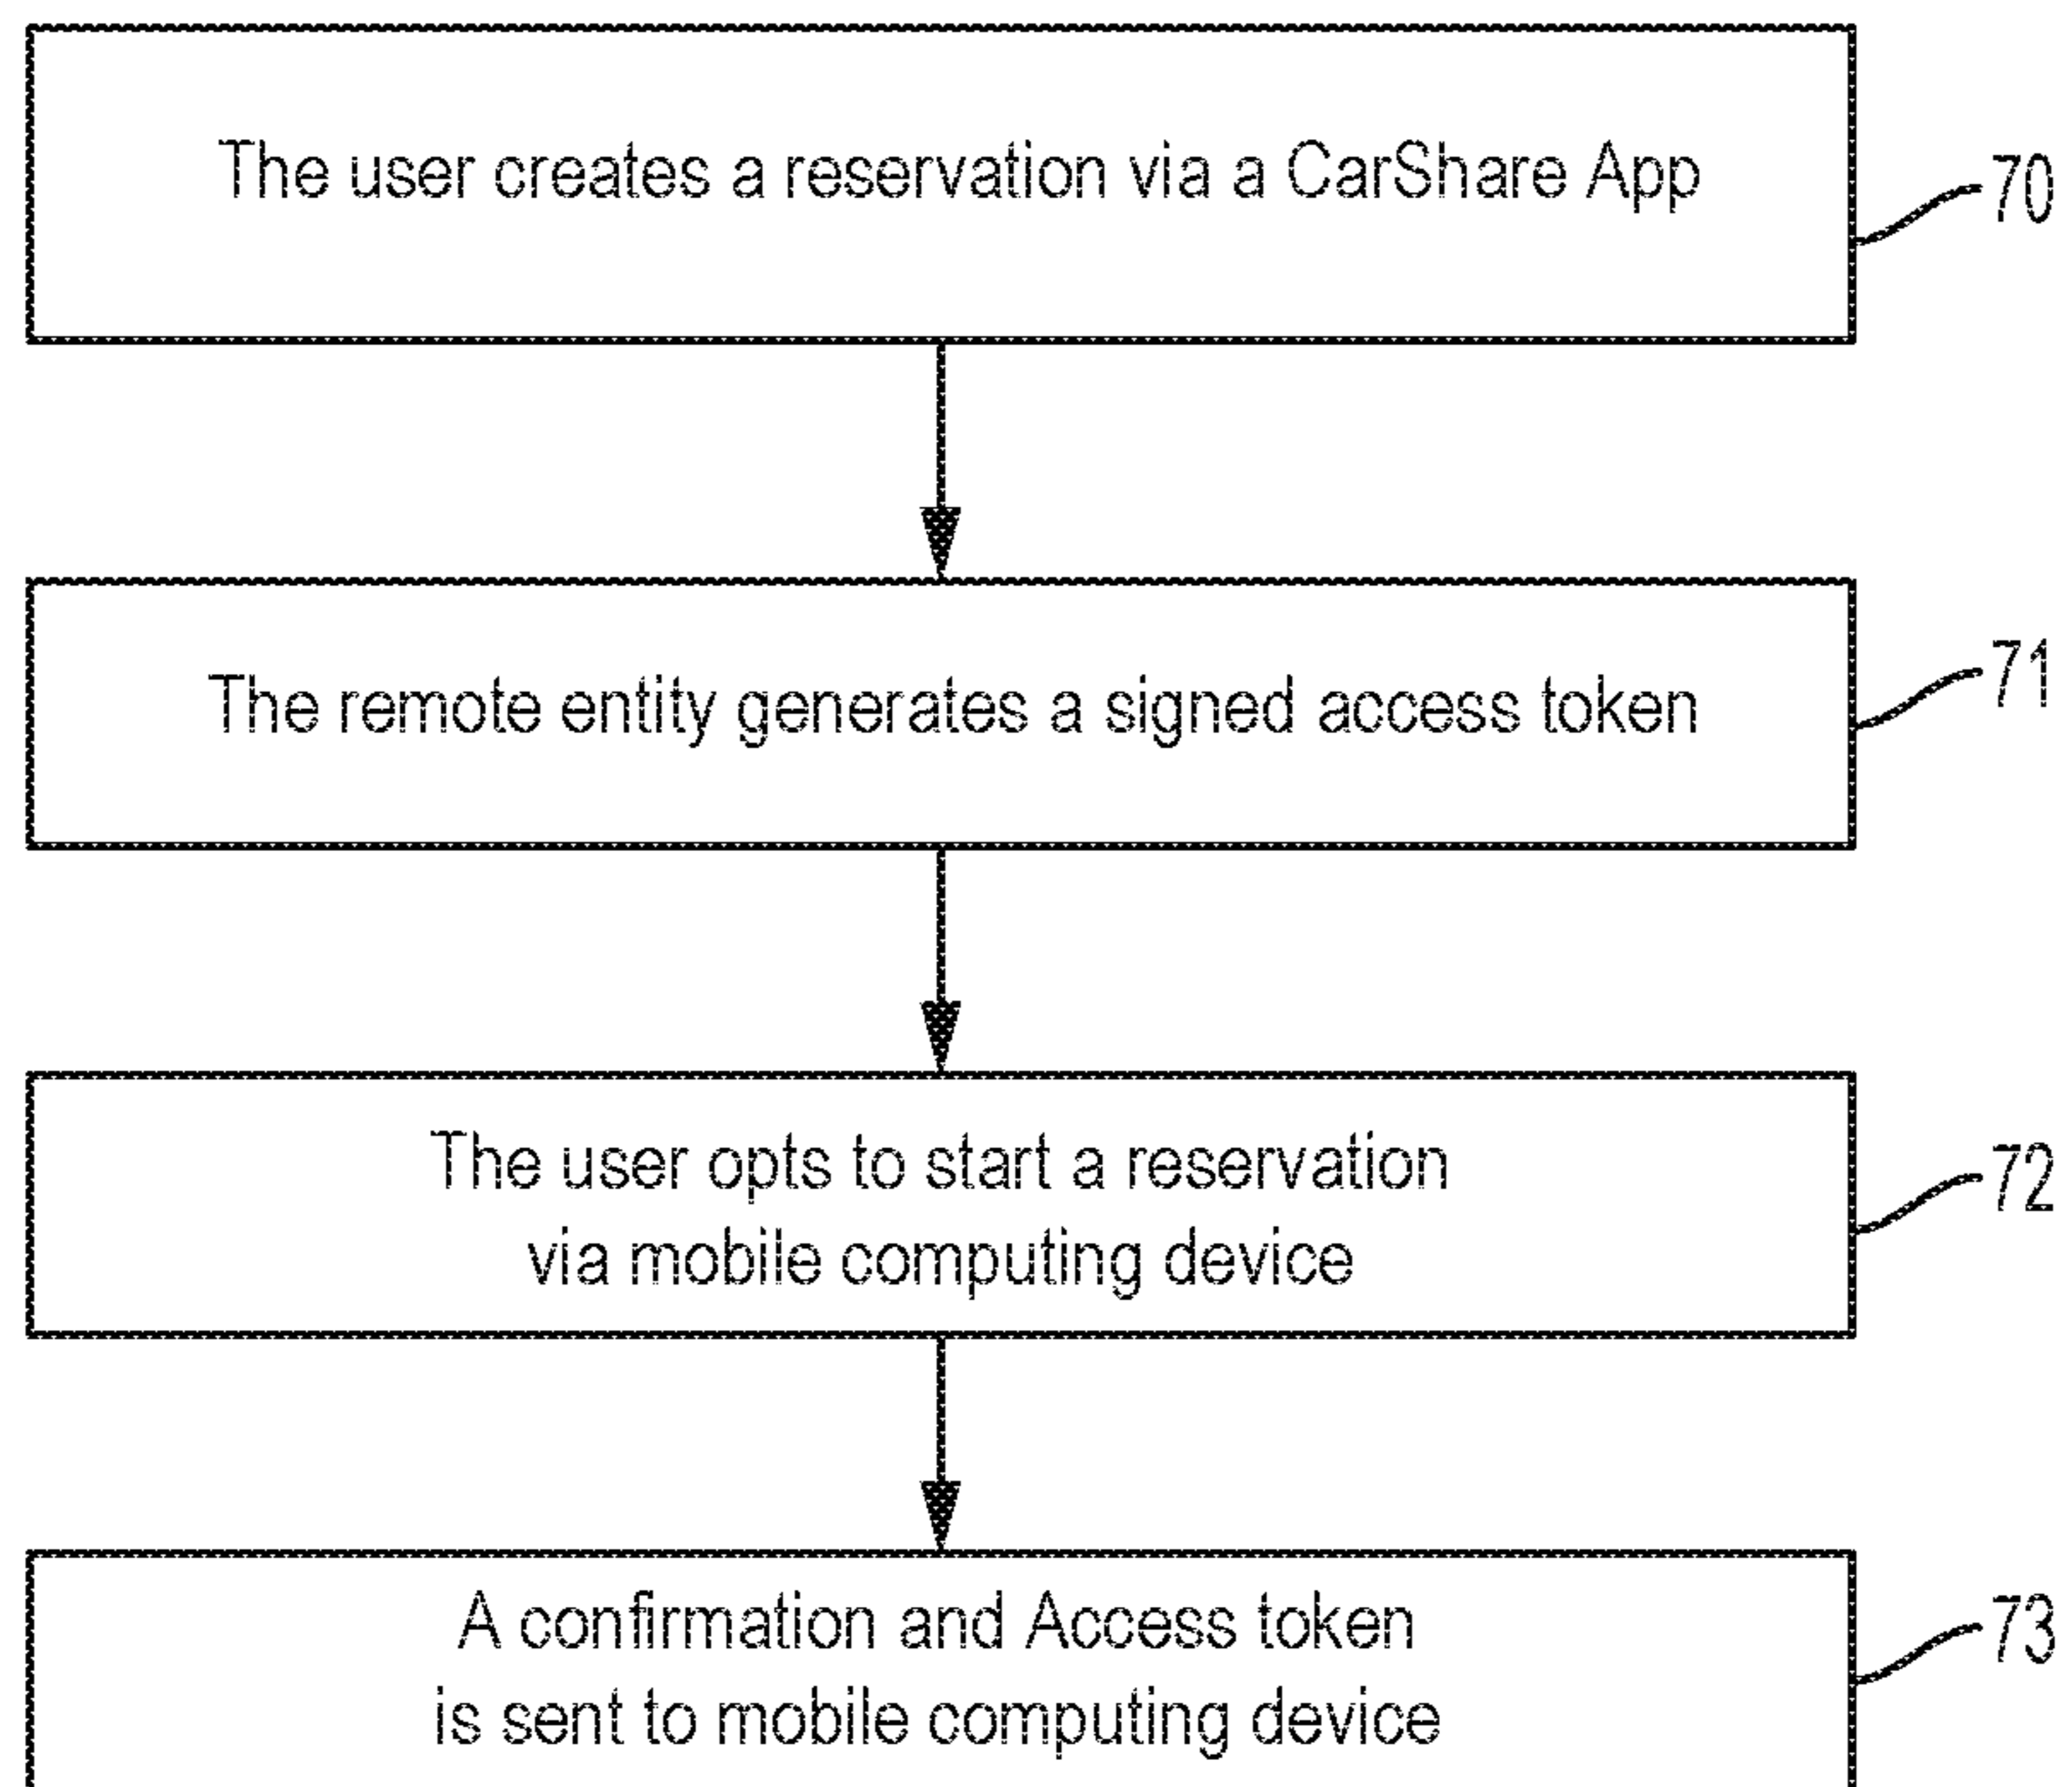 The user creates a reservation via a CarShare App
70
The remote entity generates a signed access token
71
The user opts to start a reservation
via mobile computing device
72
A confirmation and Access token
is sent to mobile computing device
73